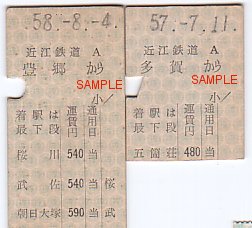 58.-8.-4.
近江鉄道 A
豊郷から
SAMPLE
小
着駅は 運賃円 通用日
最下段
桜川 540 当
武佐 540 当 桜
朝日大塚 590 当 武
57.-7.11.
近江鉄道 A
多賀から
SAMPLE
小
着駅は 運賃円 通用日
最下段
五箇荘 480 当